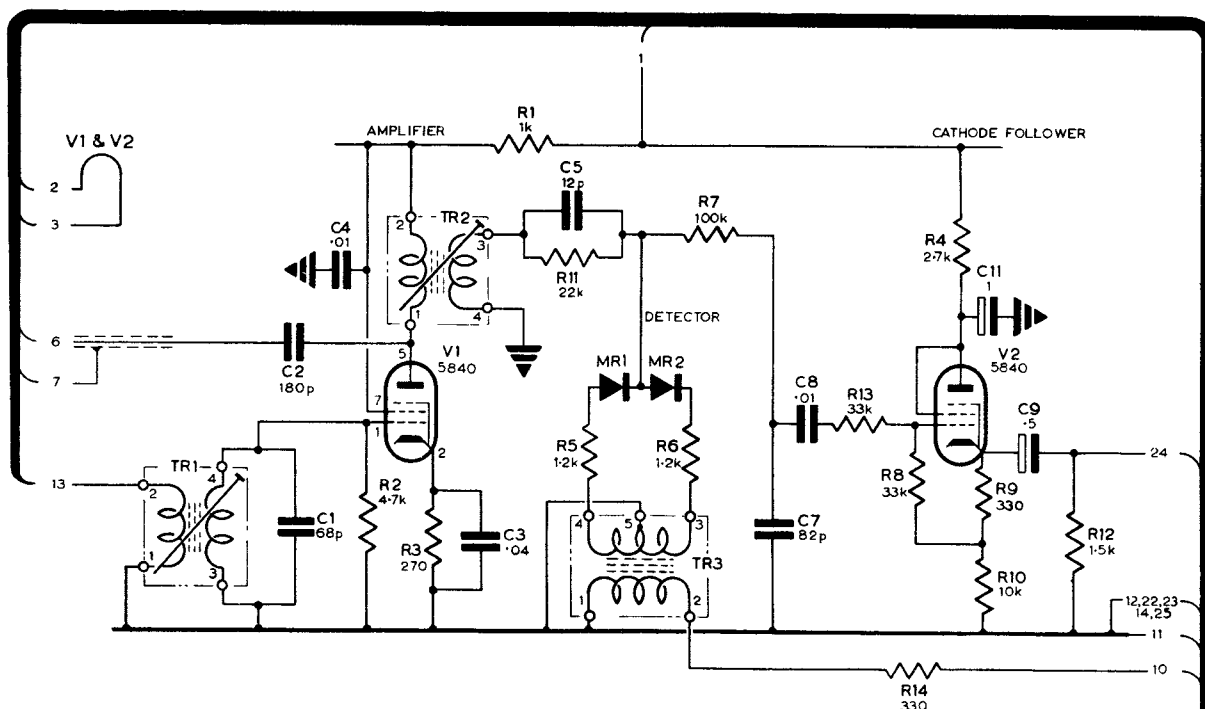 1
AMPLIFIER
R1
1k
CATHODE FOLLOWER
V1 & V2
2
3
C4
·01
2
TR2
3
C5
12p
R11
22k
R7
100k
R4
2·7k
C11
1
1
4
DETECTOR
6
7
C2
180p
5
V1
5840
7
1
2
MR1
MR2
V2
5840
C8
·01
R13
33k
C9
·5
24
R5
1·2k
R6
1·2k
R8
33k
R9
330
13
2
TR1
4
1
3
C1
68p
R2
4·7k
R3
270
C3
·04
4
5
3
TR3
1
2
C7
82p
R10
10k
R12
1·5k
12,22,23
14,25
11
10
R14
330